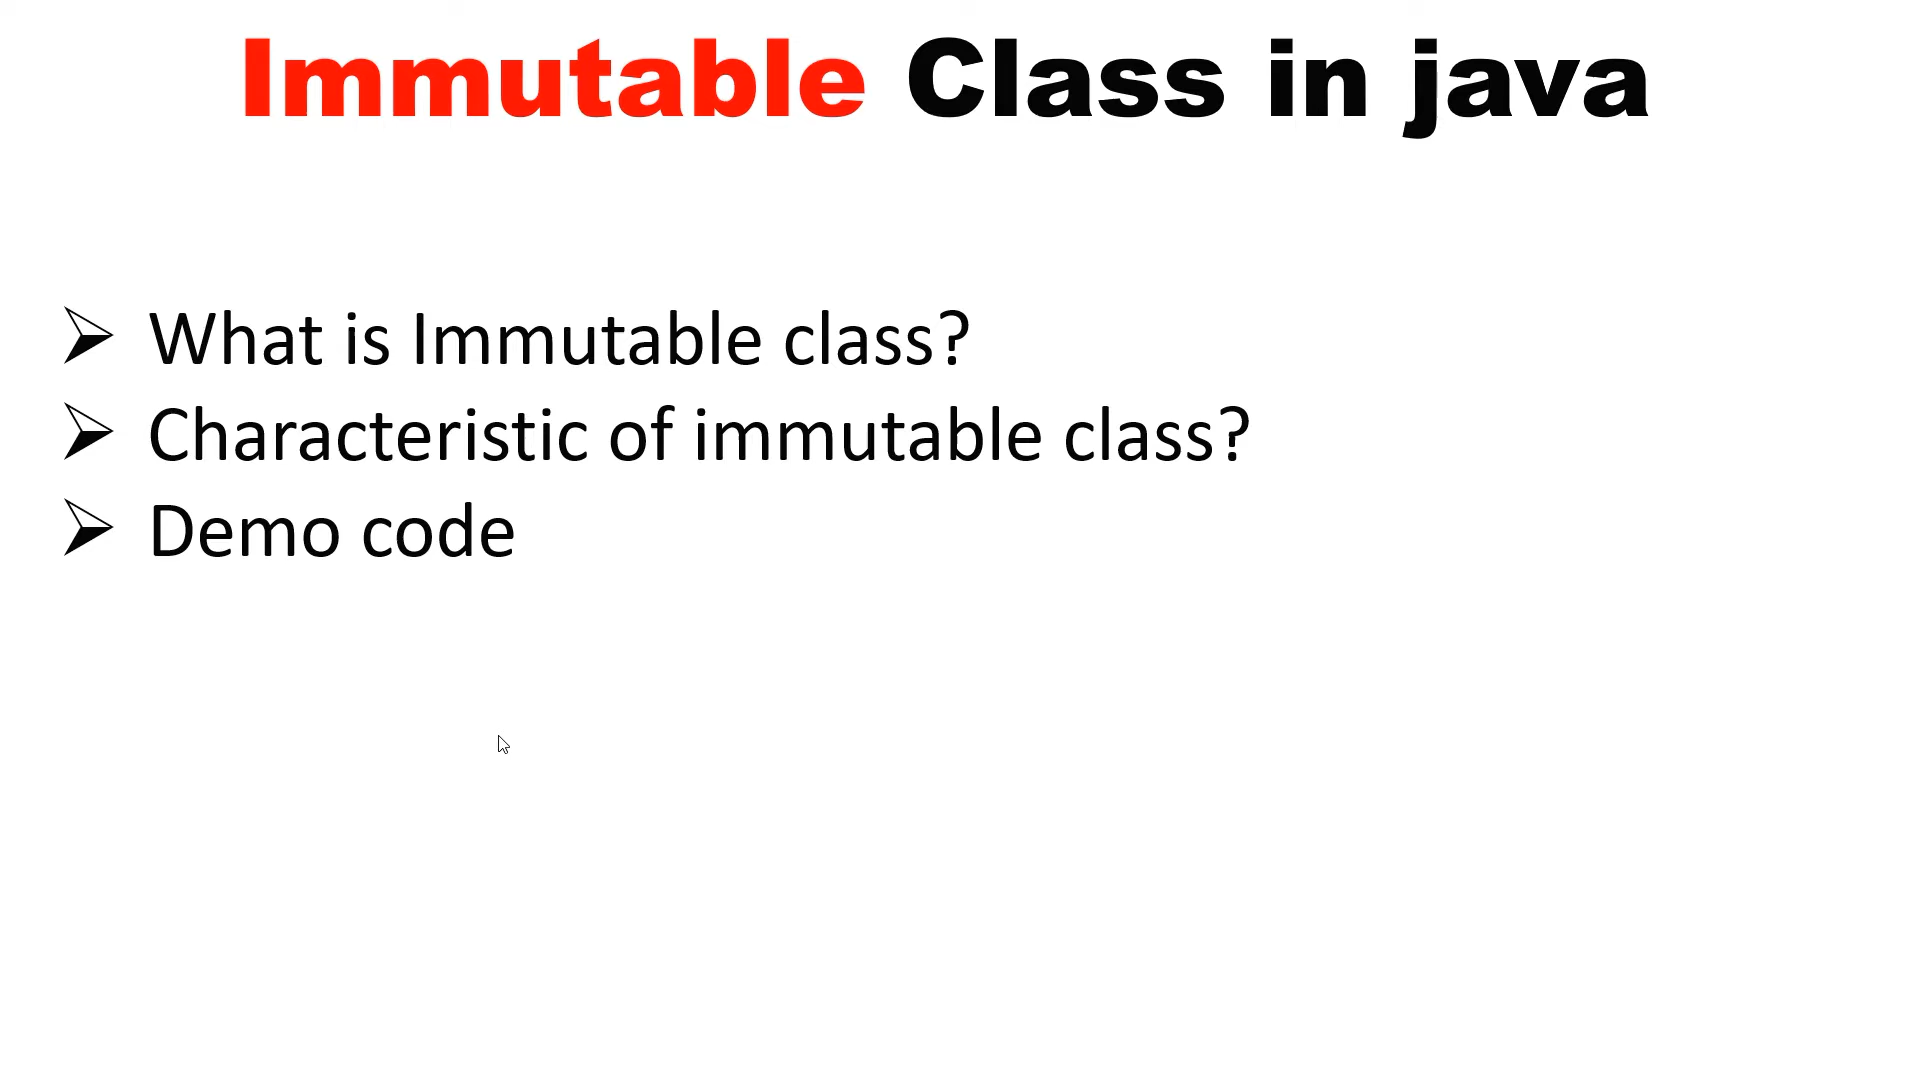 Immutable Class in java
What is Immutable class?
Characteristic of immutable class?
Demo code